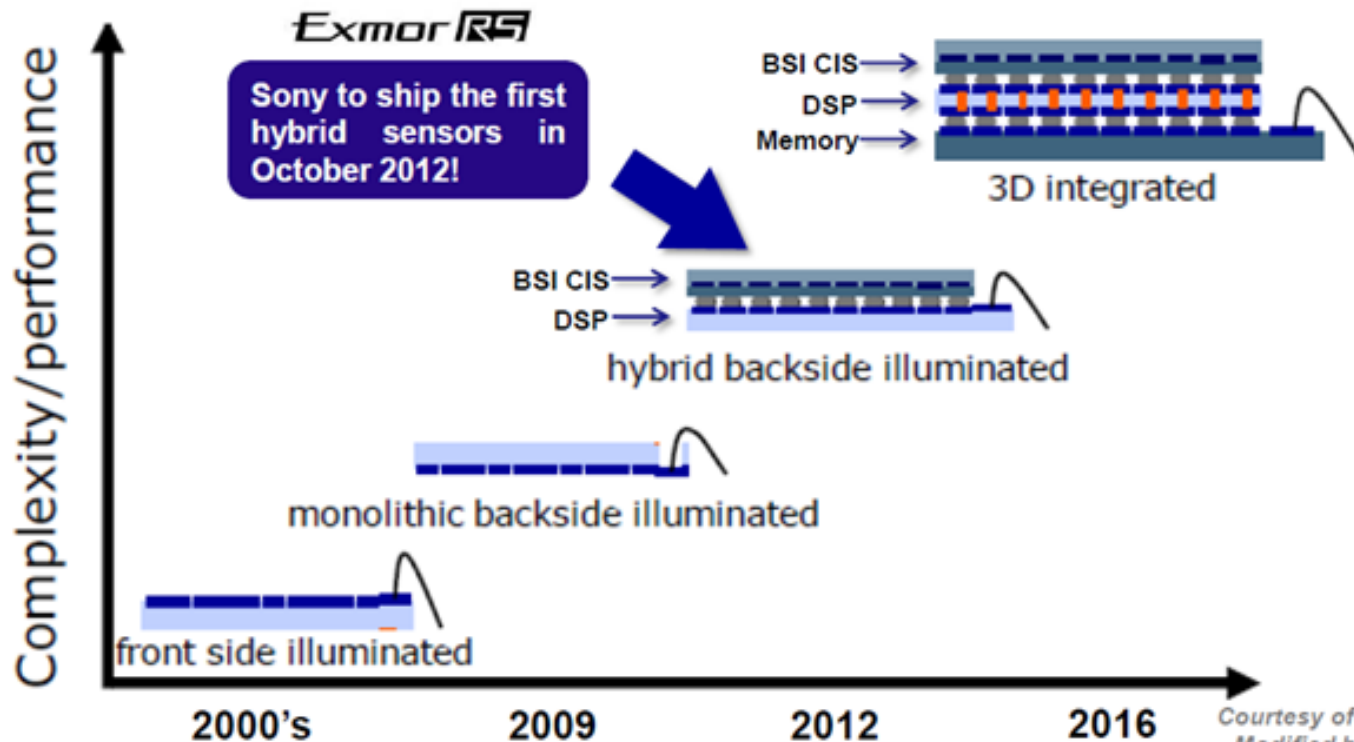 Exmor RS
Sony to ship the first
hybrid sensors in
October 2012!
BSI CIS
DSP
Memory
3D integrated
BSI CIS
DSP
hybrid backside illuminated
monolithic backside illuminated
front side illuminated
Complexity/performance
2000's
2009
2012
2016
Courtesy of
Modified